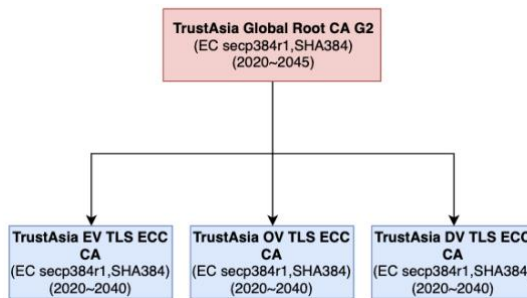 TrustAsia Global Root CA G2
(EC secp384r1,SHA384)
(2020~2045)
TrustAsia EV TLS ECC
CA
(EC secp384r1,SHA384)
(2020~2040)
TrustAsia OV TLS ECC
CA
(EC secp384r1,SHA384)
(2020~2040)
TrustAsia DV TLS ECC
CA
(EC secp384r1,SHA384)
(2020~2040)